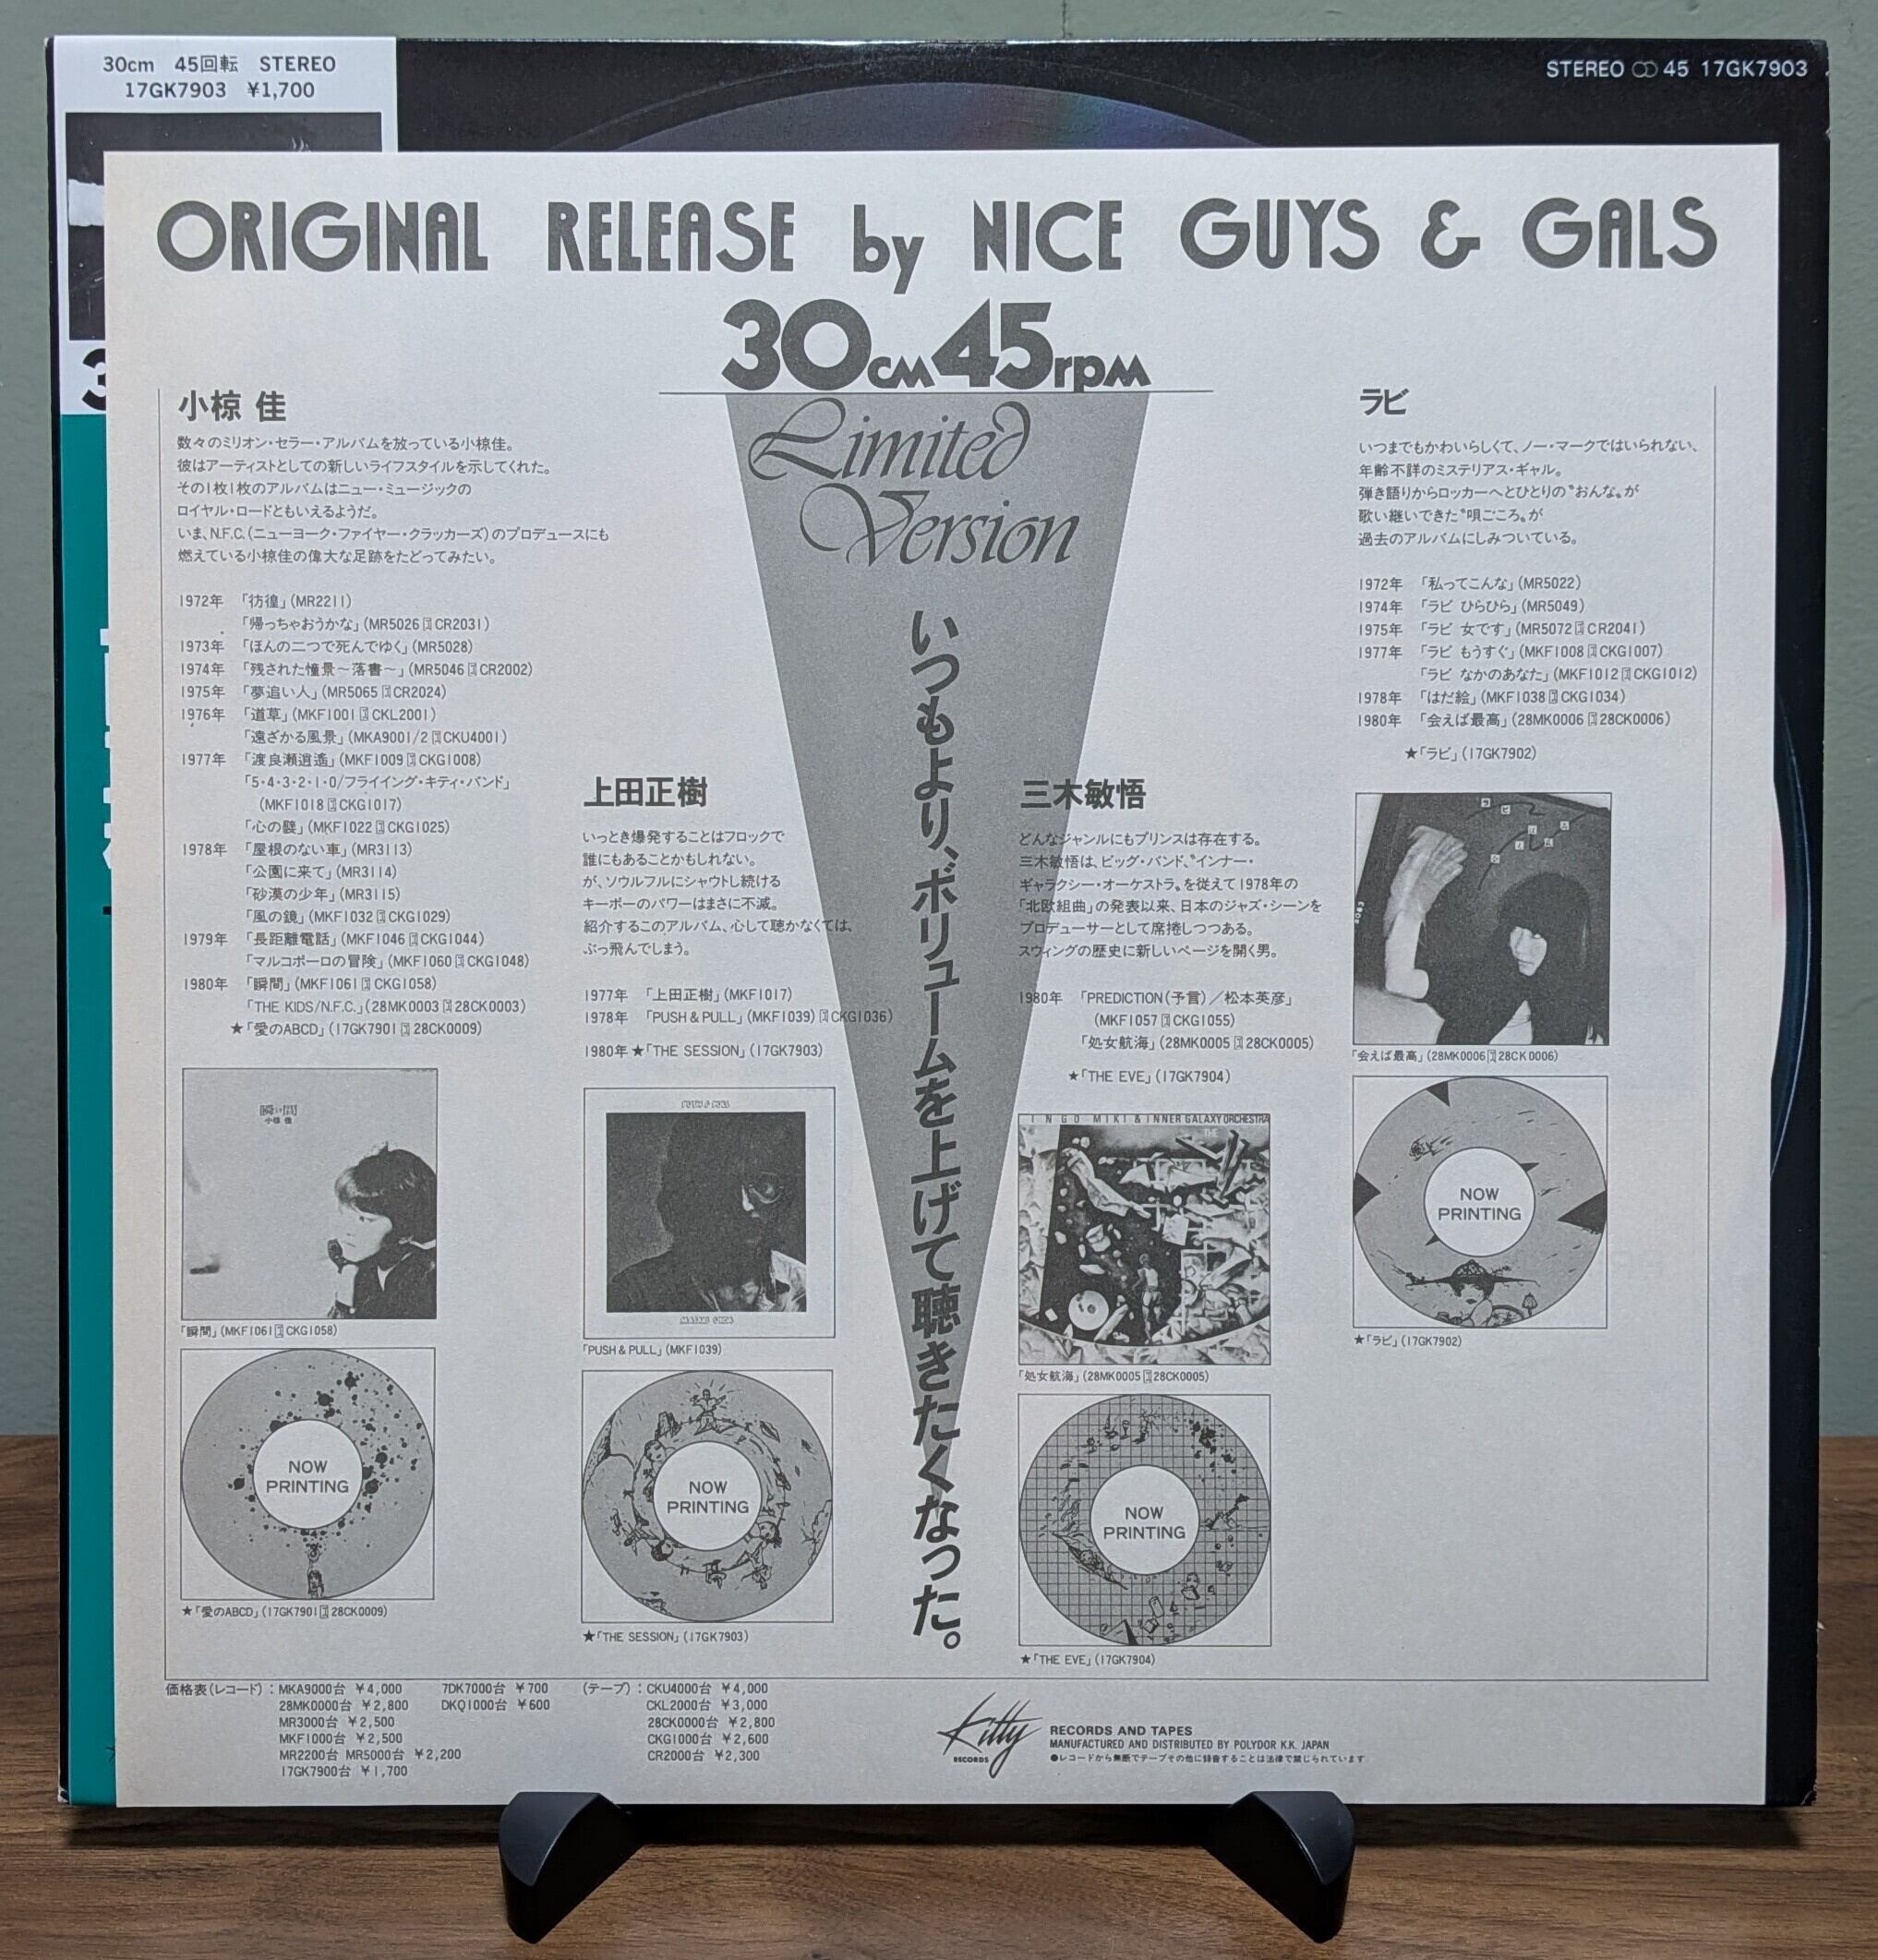 30cm 45回転 STEREO
17GK7903 ¥1,700
STEREO 45 17GK7903
ORIGINAL RELEASE by NICE GUYS & GALS
30cm45rpm
Limited
Version
いつもより、ボリュームを上げて聴きたくなった。
小椋 佳
数々のミリオン・セラー・アルバムを放っている小椋佳。
彼はアーティストとしての新しいライフスタイルを示してくれた。
その1枚1枚のアルバムはニュー・ミュージックの
ロイヤル・ロードともいえるようだ。
いま、N.F.C.(ニューヨーク・ファイヤー・クラッカーズ)のプロデュースにも
燃えている小椋佳の偉大な足跡をたどってみたい。
1972年 「彷徨」(MR2211)
「帰っちゃおうかな」(MR5026 CR2031)
1973年 「ほんの二つで死んでゆく」(MR5028)
1974年 「残された憧景〜落書〜」(MR5046 CR2002)
1975年 「夢追い人」(MR5065 CR2024)
1976年 「道草」(MKF1001 CKL2001)
「遠ざかる風景」(MKA9001/2 CKU4001)
1977年 「渡良瀬逍遙」(MKF1009 CKG1008)
「5・4・3・2・1・0/フライイング・キティ・バンド」
(MKF1018 CKG1017)
「心の襞」(MKF1022 CKG1025)
1978年 「屋根のない車」(MR3113)
「公園に来て」(MR3114)
「砂漠の少年」(MR3115)
「風の鏡」(MKF1032 CKG1029)
1979年 「長距離電話」(MKF1046 CKG1044)
「マルコポーロの冒険」(MKF1060 CKG1048)
1980年 「瞬間」(MKF1061 CKG1058)
「THE KIDS/N.F.C.」(28MK0003 28CK0003)
★「愛のABCD」(17GK7901 28CK0009)
瞬間
小椋 佳
「瞬間」(MKF1061 CKG1058)
NOW
PRINTING
★「愛のABCD」(17GK7901 28CK0009)
上田正樹
いっとき爆発することはフロックで
誰にもあることかもしれない。
が、ソウルフルにシャウトし続ける
キーボーのパワーはまさに不滅。
紹介するこのアルバム、心して聴かなくては、
ぶっ飛んでしまう。
1977年 「上田正樹」(MKF1017)
1978年 「PUSH & PULL」(MKF1039) CKG1036)
1980年 ★「THE SESSION」(17GK7903)
PUSH & PULL
「PUSH & PULL」(MKF1039)
NOW
PRINTING
★「THE SESSION」(17GK7903)
三木敏悟
どんなジャンルにもプリンスは存在する。
三木敏悟は、ビッグ・バンド、〝インナー・
ギャラクシー・オーケストラ〟を従えて1978年の
「北欧組曲」の発表以来、日本のジャズ・シーンを
プロデューサーとして席捲しつつある。
スウィングの歴史に新しいページを開く男。
1980年 「PREDICTION(予言)／松本英彦」
(MKF1057 CKG1055)
「処女航海」(28MK0005 28CK0005)
★「THE EVE」(17GK7904)
INGO MIKI & INNER GALAXY ORCHESTRA
「処女航海」(28MK0005 28CK0005)
NOW
PRINTING
★「THE EVE」(17GK7904)
ラビ
いつまでもかわいらしくて、ノー・マークではいられない、
年齢不詳のミステリアス・ギャル。
弾き語りからロッカーへとひとりの〝おんな〟が
歌い継いできた〝唄ごころ〟が
過去のアルバムにしみついている。
1972年 「私ってこんな」(MR5022)
1974年 「ラビ ひらひら」(MR5049)
1975年 「ラビ 女です」(MR5072 CR2041)
1977年 「ラビ もうすぐ」(MKF1008 CKG1007)
「ラビ なかのあなた」(MKF1012 CKG1012)
1978年 「はだ絵」(MKF1038 CKG1034)
1980年 「会えば最高」(28MK0006 28CK0006)
★「ラビ」(17GK7902)
「会えば最高」(28MK0006 28CK0006)
NOW
PRINTING
★「ラビ」(17GK7902)
価格表(レコード)：MKA9000台 ¥4,000 7DK7000台 ¥700
28MK0000台 ¥2,800 DKQ1000台 ¥600
MR3000台 ¥2,500
MKF1000台 ¥2,500
MR2200台 MR5000台 ¥2,200
17GK7900台 ¥1,700
(テープ)：CKU4000台 ¥4,000
CKL2000台 ¥3,000
28CK0000台 ¥2,800
CKG1000台 ¥2,600
CR2000台 ¥2,300
Kitty
RECORDS
RECORDS AND TAPES
MANUFACTURED AND DISTRIBUTED BY POLYDOR K.K. JAPAN
●レコードから無断でテープその他に録音することは法律で禁じられています